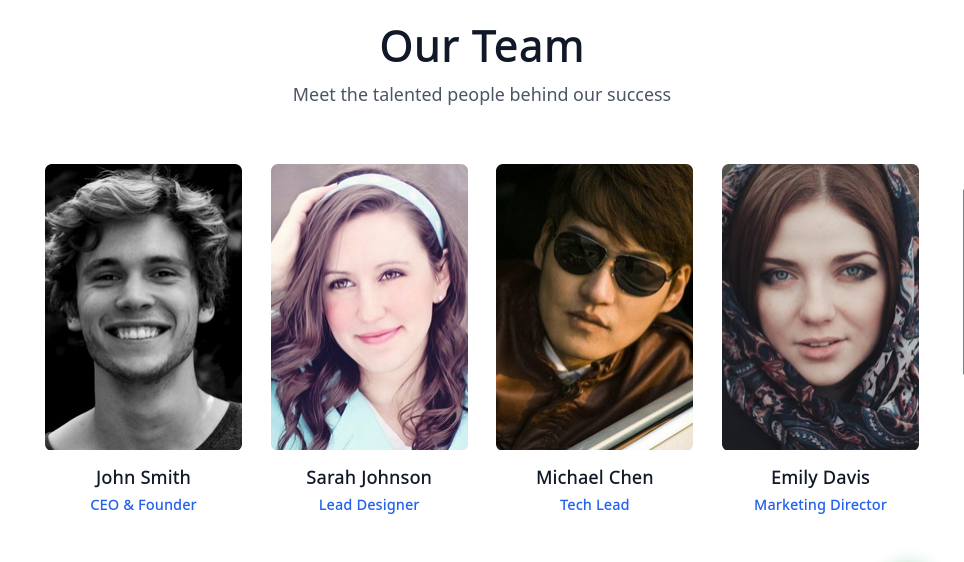 Our Team
Meet the talented people behind our success
John Smith
CEO & Founder
Sarah Johnson
Lead Designer
Michael Chen
Tech Lead
Emily Davis
Marketing Director